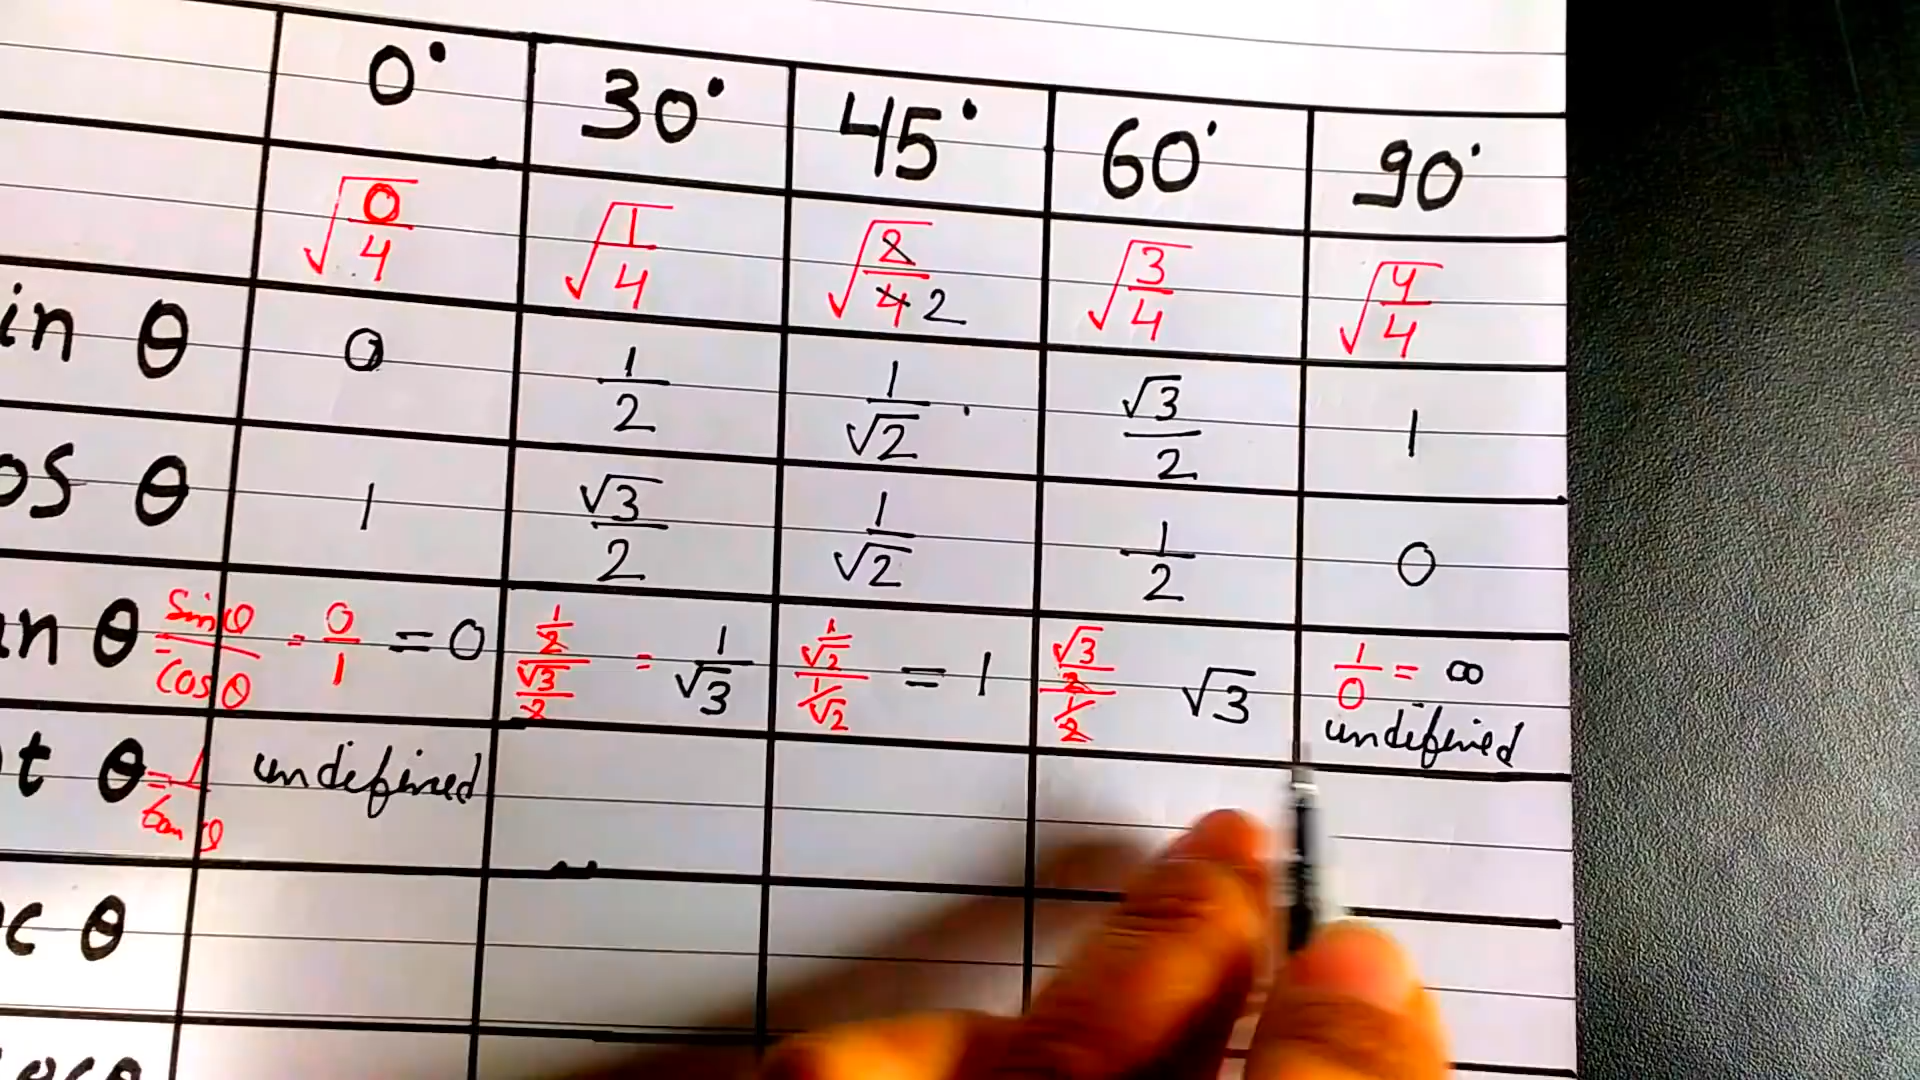 0° 30° 45° 60° 90°
√0/4 √1/4 √2/4 2 √3/4 √4/4
in θ 0 1/2 1/√2 . √3/2 1
os θ 1 √3/2 1/√2 1/2 0
an θ sinθ/cosθ = 0/1 = 0 1/2/√3/2 = 1/√3 1/√2/1/√2 = 1 √3/2/1/2 √3 1/0 = ∞
undefined
t θ = 1/tanθ undefined
c θ